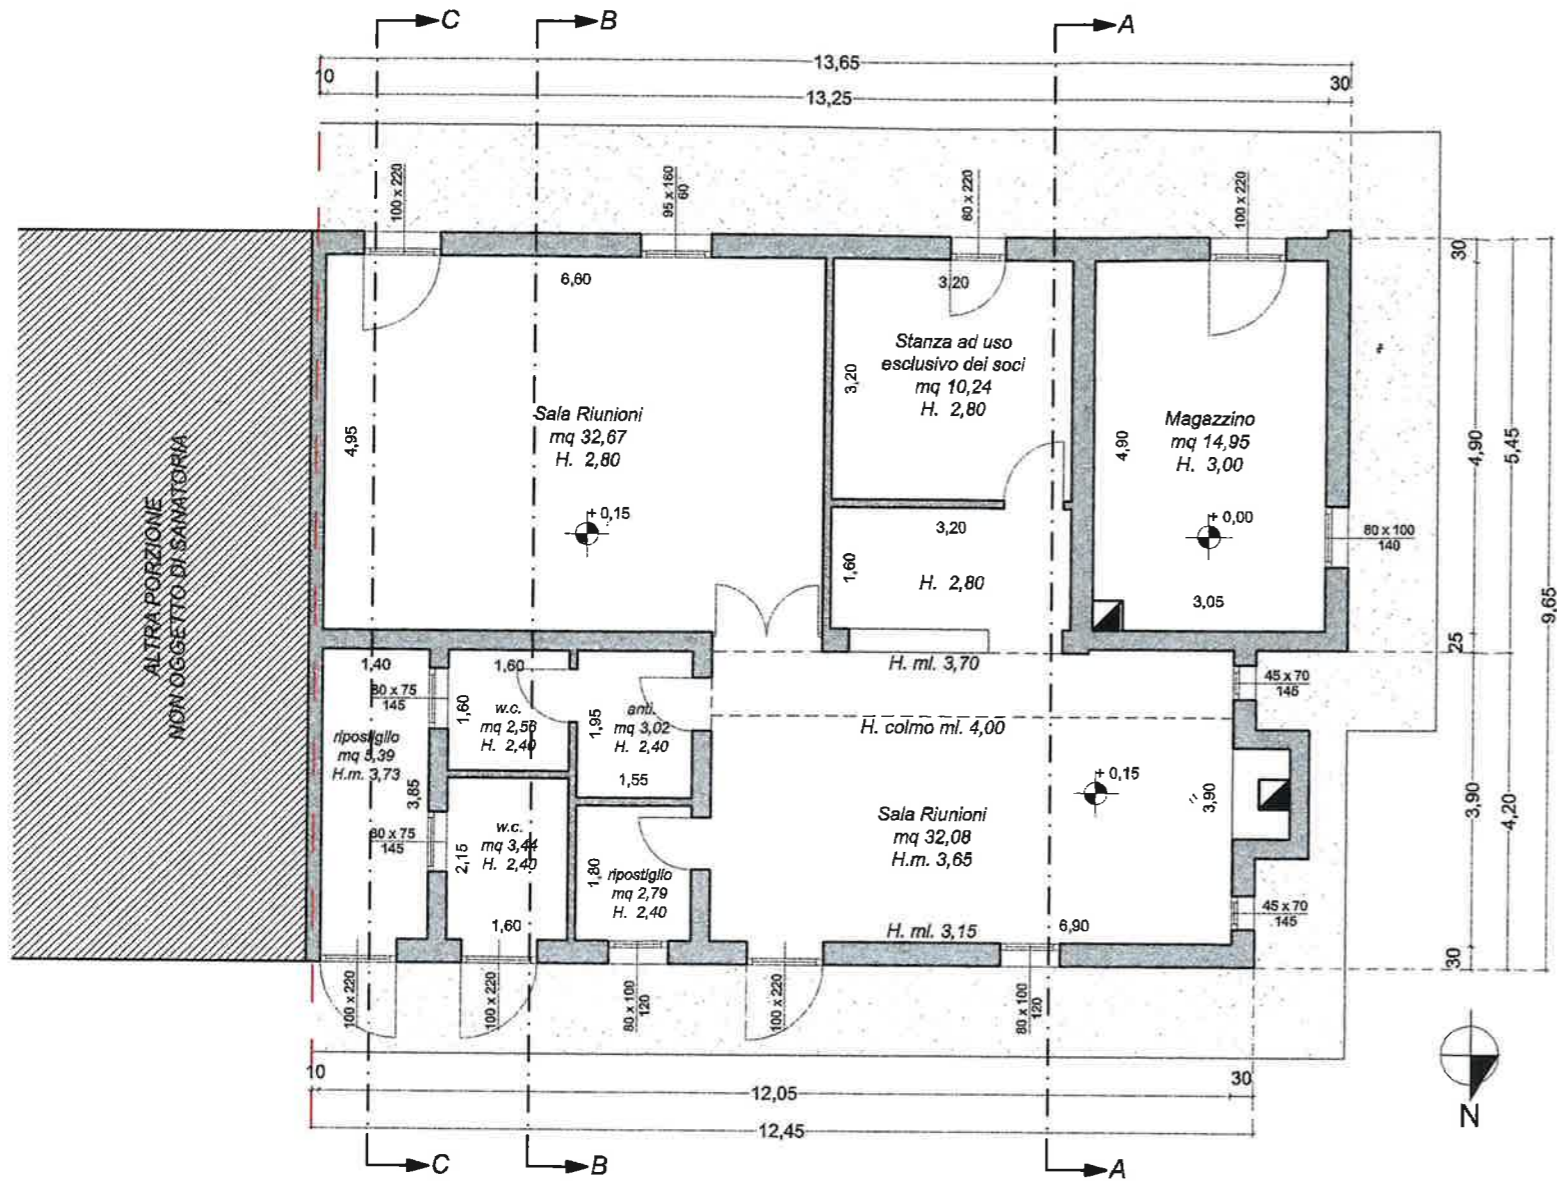 C
B
A
13,65
10
30
13,25
100 x 220
95 x 160
60
80 x 220
100 x 220
6,60
3,20
30
Stanza ad uso
esclusivo dei soci
mq 10,24
H. 2,80
3,20
Sala Riunioni
mq 32,67
H. 2,80
4,95
Magazzino
mq 14,95
H. 3,00
4,90
4,90
5,45
ALTRA PORZIONE
NON OGGETTO DI SANATORIA
+ 0,15
3,20
+ 0,00
80 x 100
140
1,60
H. 2,80
3,05
9,65
25
1,40
1,60
H. ml. 3,70
45 x 70
145
80 x 75
145
1,60
w.c.
mq 2,56
H. 2,40
1,95
anti.
mq 3,02
H. 2,40
H. colmo ml. 4,00
ripostiglio
mq 5,39
H.m. 3,73
1,55
3,85
+ 0,15
3,90
3,90
4,20
Sala Riunioni
mq 32,08
H.m. 3,65
80 x 75
145
w.c.
mq 3,44
H. 2,40
2,15
1,80
ripostiglio
mq 2,79
H. 2,40
45 x 70
145
1,60
H. ml. 3,15
6,90
30
100 x 220
100 x 220
80 x 100
120
100 x 220
80 x 100
120
10
30
12,05
12,45
N
C
B
A